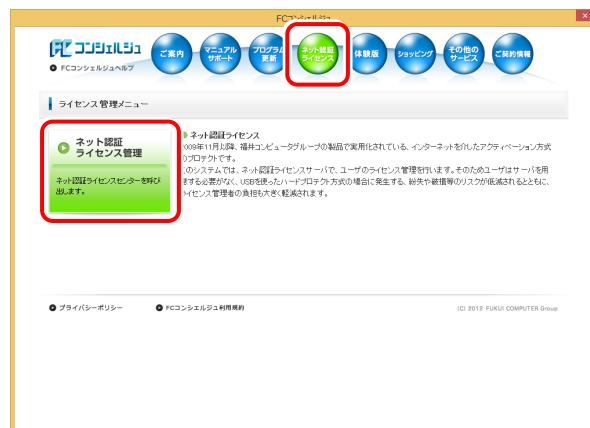 FCコンシェルジュ
FC コンシェルジュ
FCコンシェルジュヘルプ
ご案内
マニュアル
サポート
プログラム
更新
ネット認証
ライセンス
体験版
ショッピング
その他の
サービス
ご契約情報
ライセンス管理メニュー
ネット認証
ライセンス管理
ネット認証ライセンスセンターを呼び
出します。
ネット認証ライセンス
2009年11月以降、福井コンピュータグループの製品で実用化されている、インターネットを介したアクティベーション方式
のプロテクトです。
このシステムでは、ネット認証ライセンスサーバで、ユーザのライセンス管理を行います。そのためユーザはサーバを用
意する必要がなく、USBを使ったハードプロテクト方式の場合に発生する、紛失や破損等のリスクが低減されるとともに、
ライセンス管理者の負担も大きく軽減されます。
プライバシーポリシー
FCコンシェルジュ利用規約
(C) 2012 FUKUI COMPUTER Group